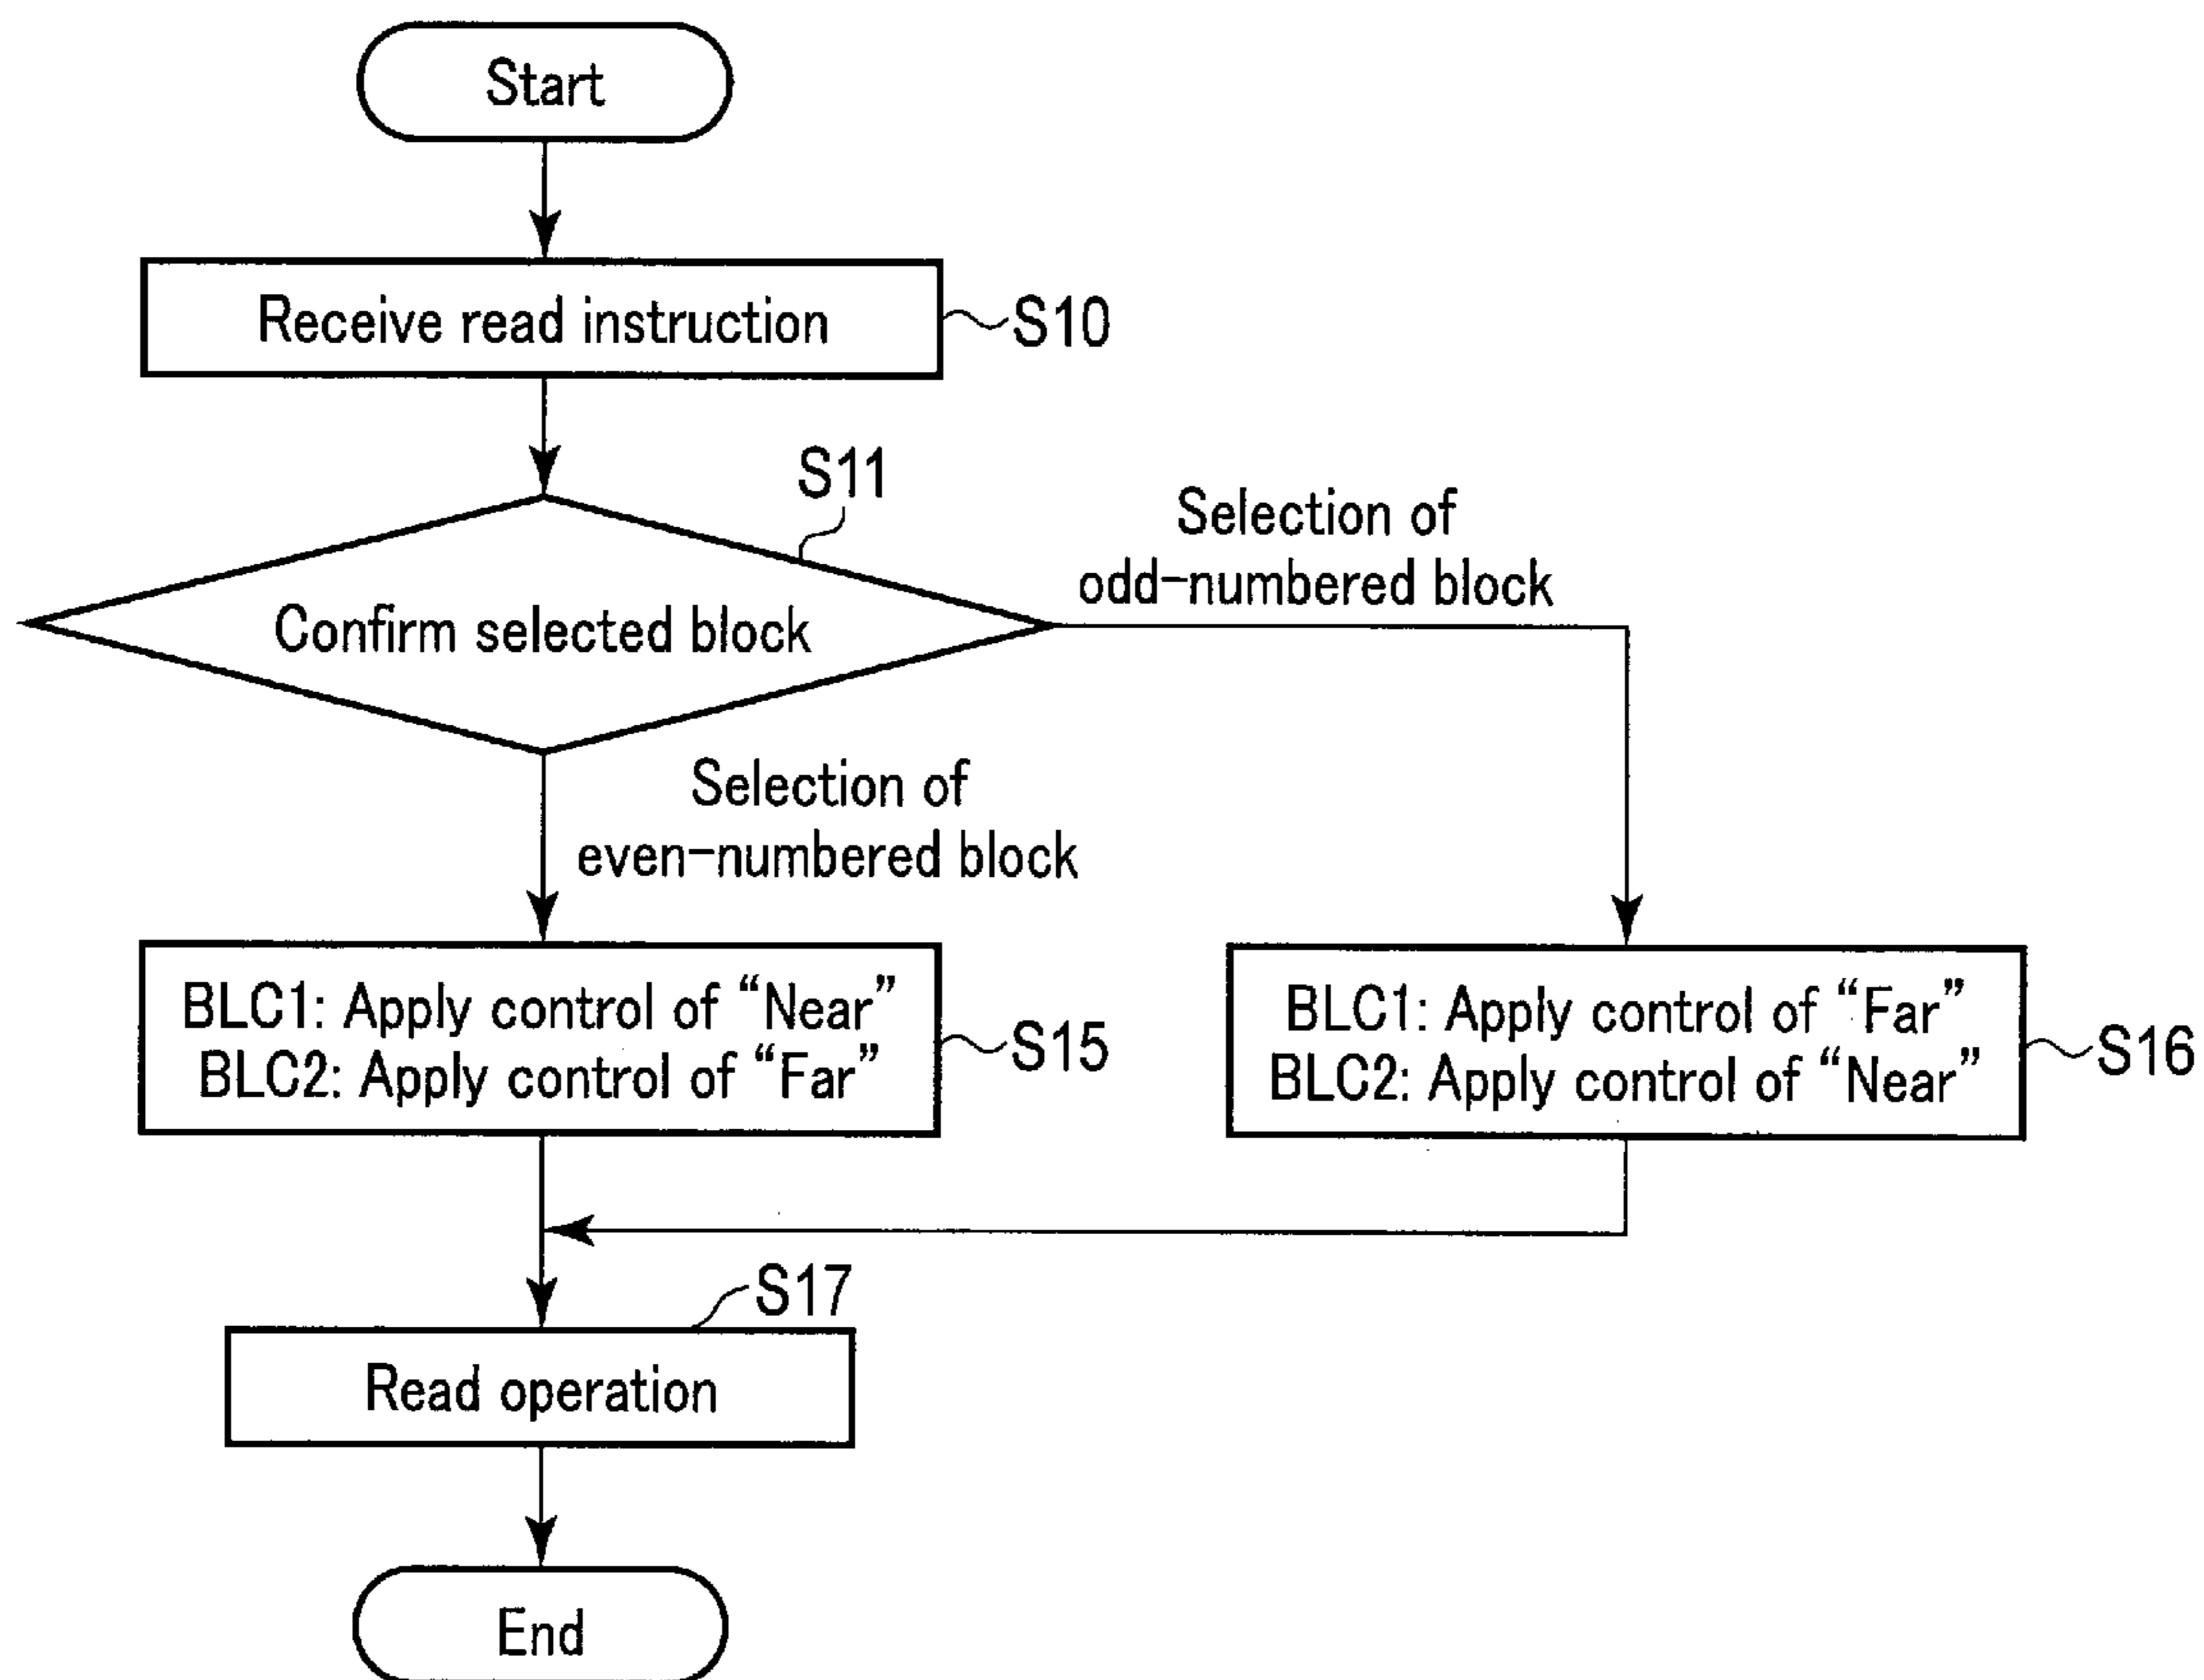 Start
Receive read instruction
S10
S11
Confirm selected block
Selection of
odd-numbered block
Selection of
even-numbered block
BLC1: Apply control of “Near”
BLC2: Apply control of “Far”
S15
BLC1: Apply control of “Far”
BLC2: Apply control of “Near”
S16
S17
Read operation
End